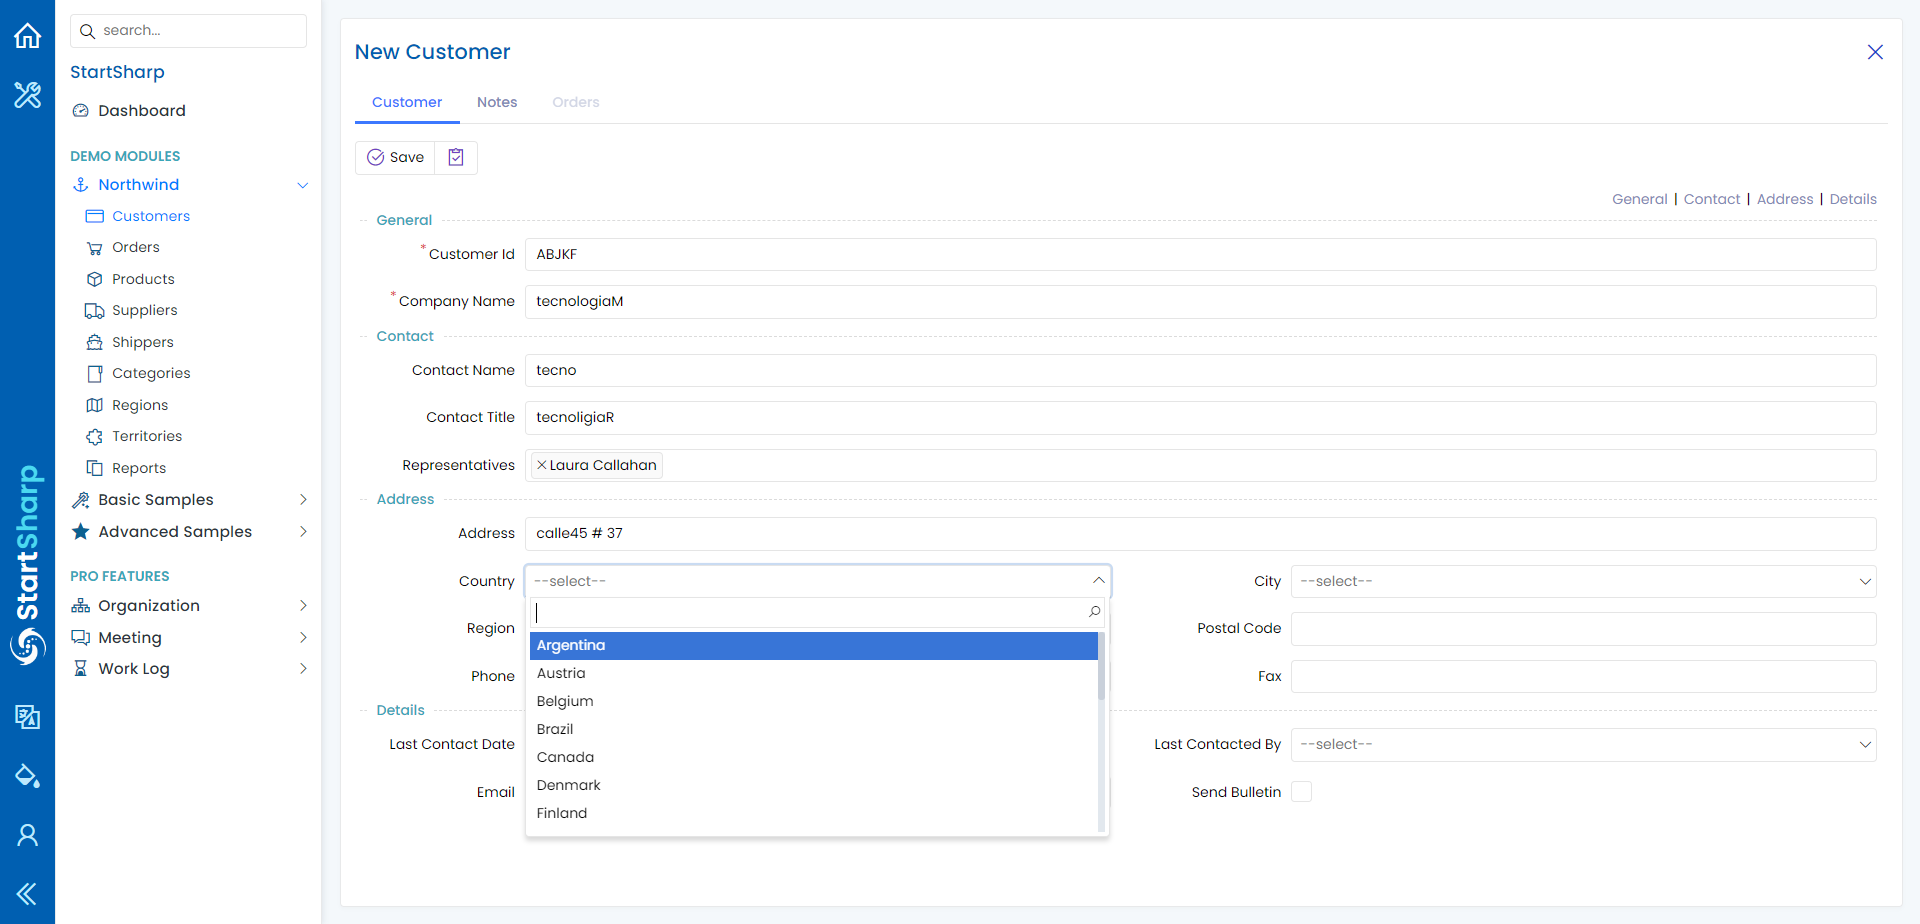 search...
StartSharp
Dashboard
DEMO MODULES
Northwind
Customers
Orders
Products
Suppliers
Shippers
Categories
Regions
Territories
Reports
Basic Samples
Advanced Samples
PRO FEATURES
Organization
Meeting
Work Log
StartSharp
New Customer
Customer Notes Orders
Save
General | Contact | Address | Details
General
* Customer Id ABJKF
* Company Name tecnologiaM
Contact
Contact Name tecno
Contact Title tecnoligiaR
Representatives Laura Callahan
Address
Address calle45 # 37
Country --select-- City --select--
Region Postal Code
Argentina
Austria
Belgium
Brazil
Canada
Denmark
Finland
Phone Fax
Details
Last Contact Date Last Contacted By --select--
Email Send Bulletin